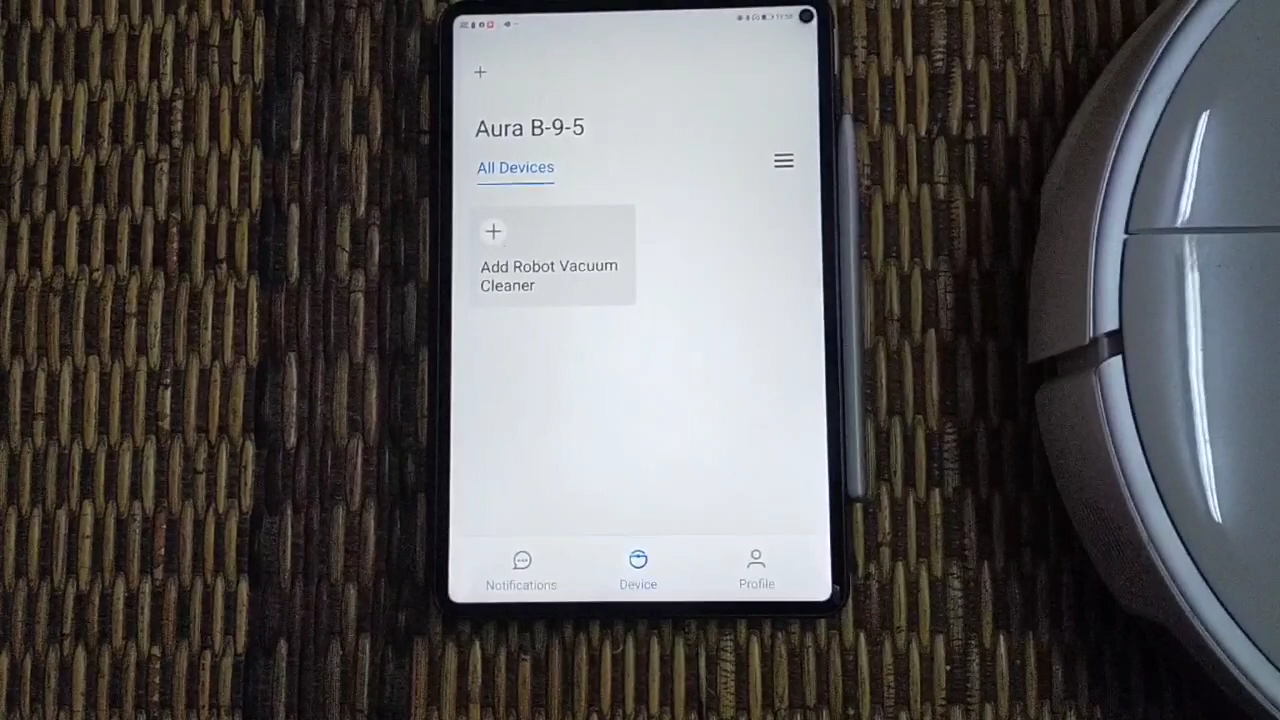 Aura B-9-5
All Devices
Add Robot Vacuum
Cleaner
Notifications
Device
Profile